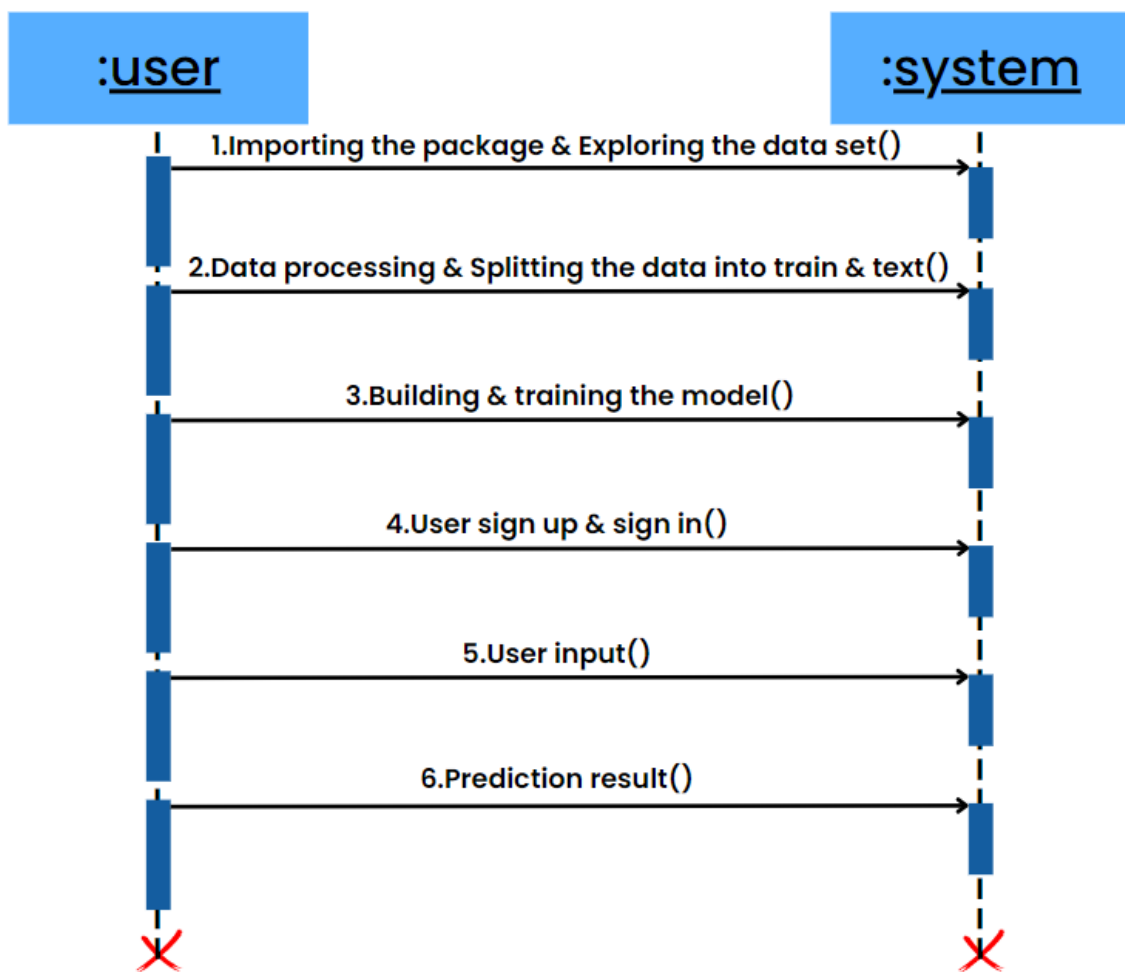 :user
:system
1.Importing the package & Exploring the data set()
2.Data processing & Splitting the data into train & text()
3.Building & training the model()
4.User sign up & sign in()
5.User input()
6.Prediction result()